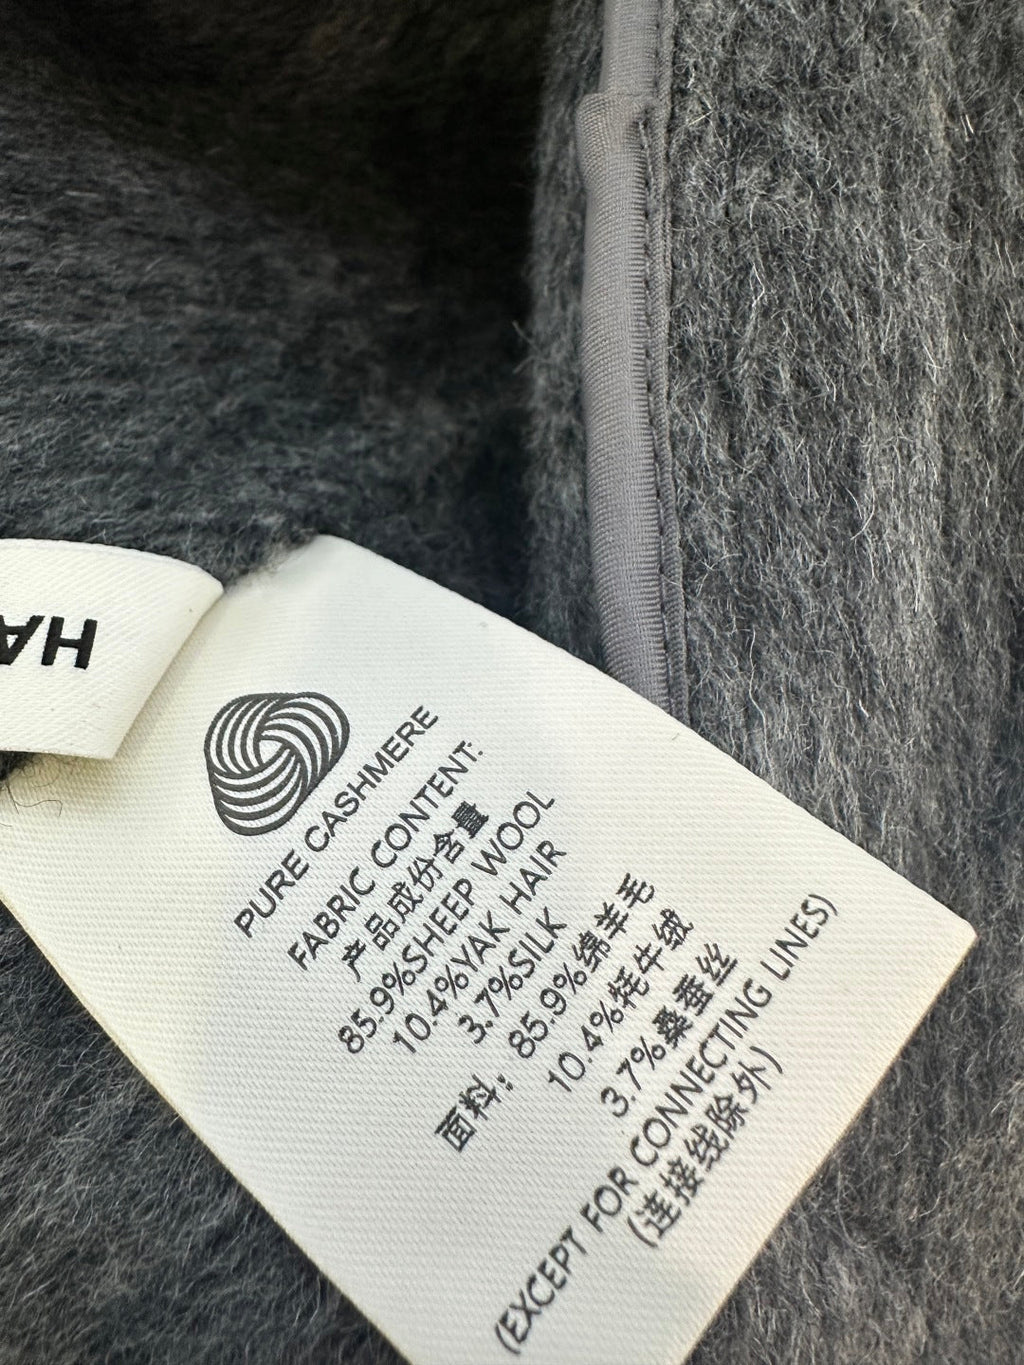 HA
PURE CASHMERE
FABRIC CONTENT:
产品成份含量
85.9%SHEEP WOOL
10.4%YAK HAIR
3.7%SILK
面料: 85.9%绵羊毛
10.4%牦牛绒
3.7%桑蚕丝
(EXCEPT FOR CONNECTING LINES)
(连接线除外)